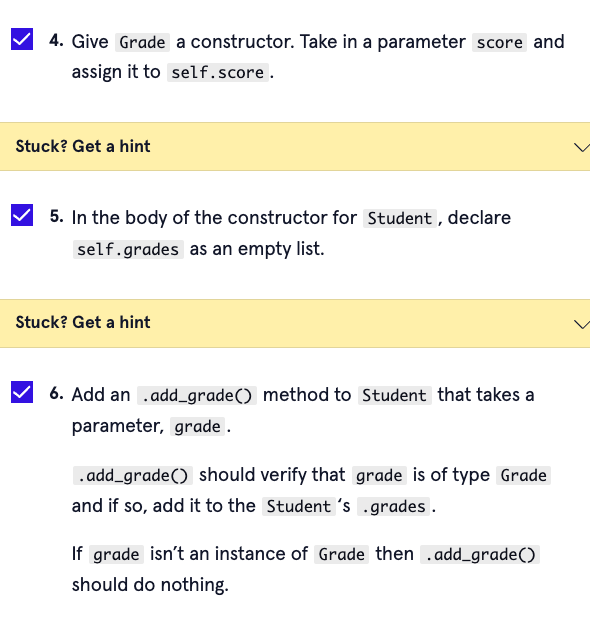 4. Give Grade a constructor. Take in a parameter score and
assign it to self.score.
Stuck? Get a hint
5. In the body of the constructor for Student, declare
self.grades as an empty list.
Stuck? Get a hint
6. Add an .add_grade() method to Student that takes a
parameter, grade.
.add_grade() should verify that grade is of type Grade
and if so, add it to the Student‘s .grades.
If grade isn’t an instance of Grade then .add_grade()
should do nothing.